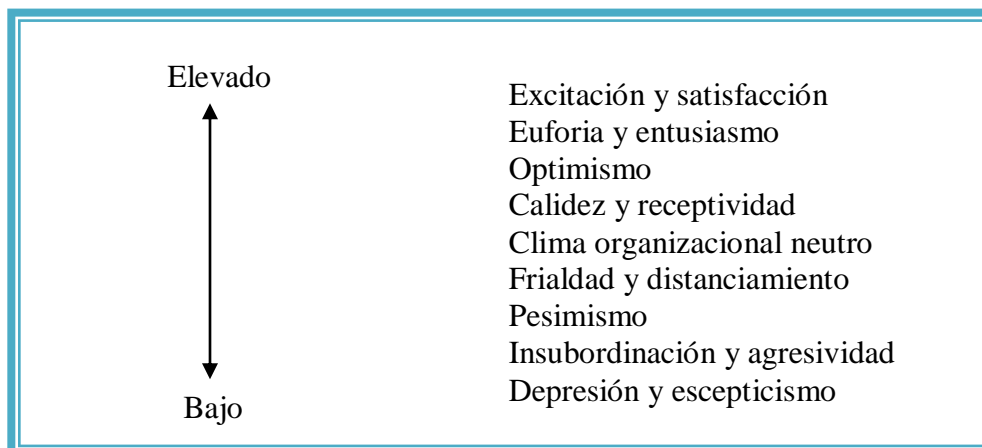 Elevado
Excitación y satisfacción
Euforia y entusiasmo
Optimismo
Calidez y receptividad
Clima organizacional neutro
Frialdad y distanciamiento
Pesimismo
Insubordinación y agresividad
Depresión y escepticismo
Bajo